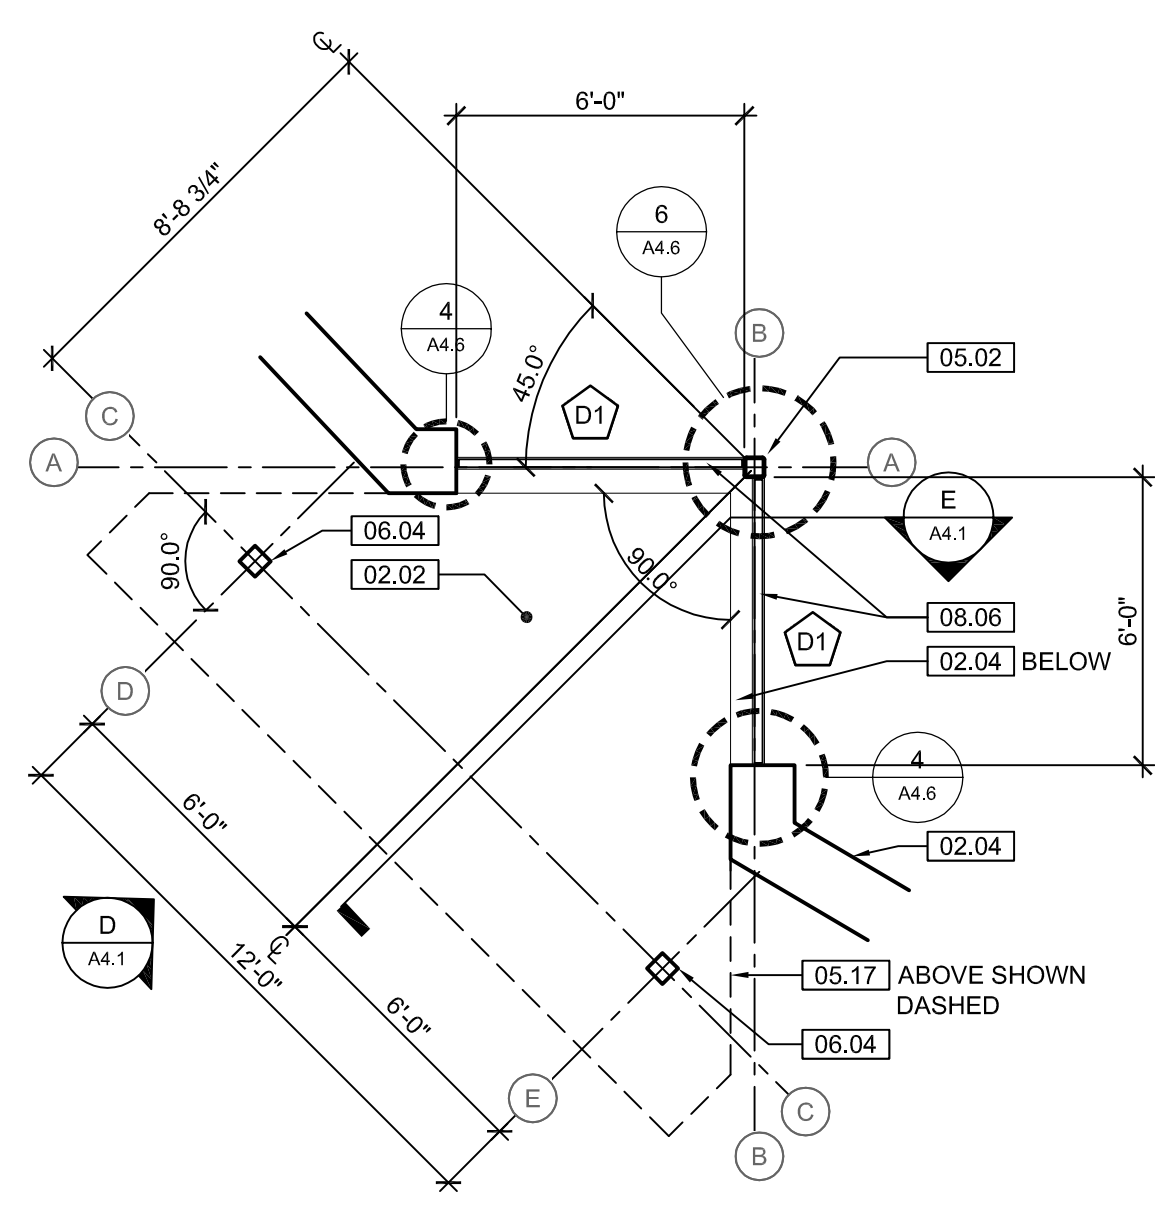 ℄
6'-0"
8'-8 3/4"
6
A4.6
4
A4.6
B
45.0°
05.02
D1
C
A
A
E
A4.1
06.04
90.0°
02.02
90.0°
08.06
6'-0"
D1
02.04 BELOW
D
4
A4.6
6'-0"
02.04
D
A4.1
℄
12'-0"
05.17 ABOVE SHOWN
DASHED
6'-0"
06.04
E
C
B